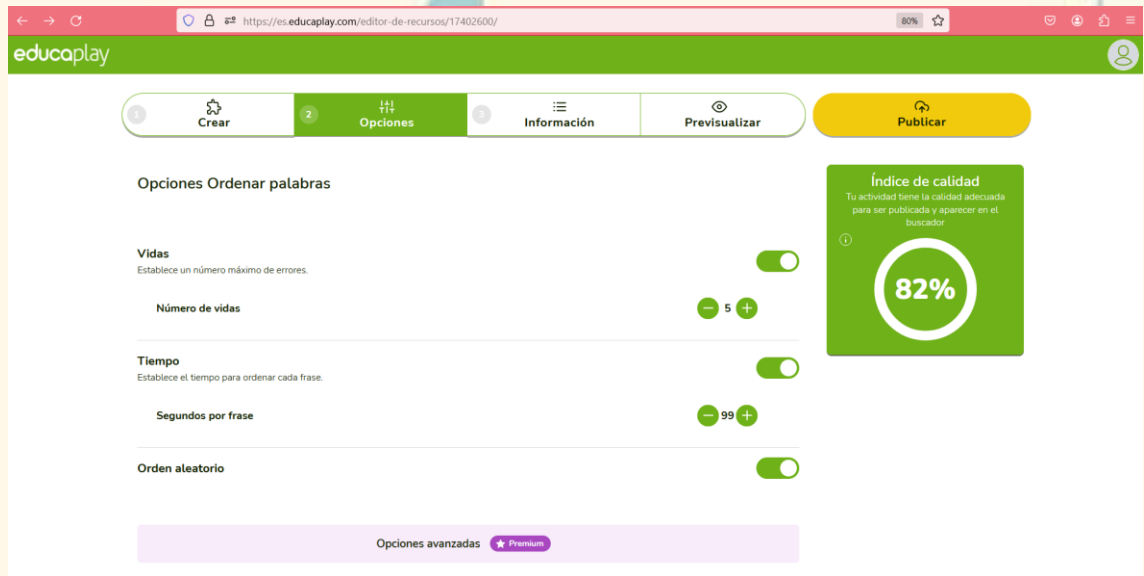 https://es.educaplay.com/editor-de-recursos/17402600/
80%
educaplay
1
Crear
2
Opciones
3
Información
Previsualizar
Publicar
Opciones Ordenar palabras
Índice de calidad
Tu actividad tiene la calidad adecuada
para ser publicada y aparecer en el
buscador
82%
Vidas
Establece un número máximo de errores.
Número de vidas
5
Tiempo
Establece el tiempo para ordenar cada frase.
Segundos por frase
99
Orden aleatorio
Opciones avanzadas Premium